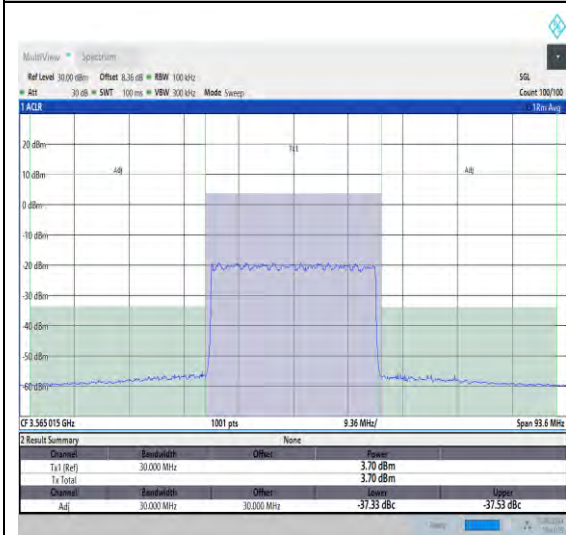 MultiView Spectrum
Ref Level 30.00 dBm Offset 8.36 dB RBW 100 kHz SGL
Att 30 dB SWT 100 ms VBW 300 kHz Mode Sweep Count 100/100
1 ACLR 1Rm Avg
20 dBm
Tx1
Adj Adj
10 dBm
0 dBm
-10 dBm
-20 dBm
-30 dBm
-40 dBm
-50 dBm
-60 dBm
CF 3.565015 GHz 1001 pts 9.36 MHz/ Span 93.6 MHz
2 Result Summary None
Channel Bandwidth Offset Power
Tx1 (Ref) 30.000 MHz 3.70 dBm
Tx Total 3.70 dBm
Channel Bandwidth Offset Lower Upper
Adj 30.000 MHz 30.000 MHz -37.33 dBc -37.53 dBc